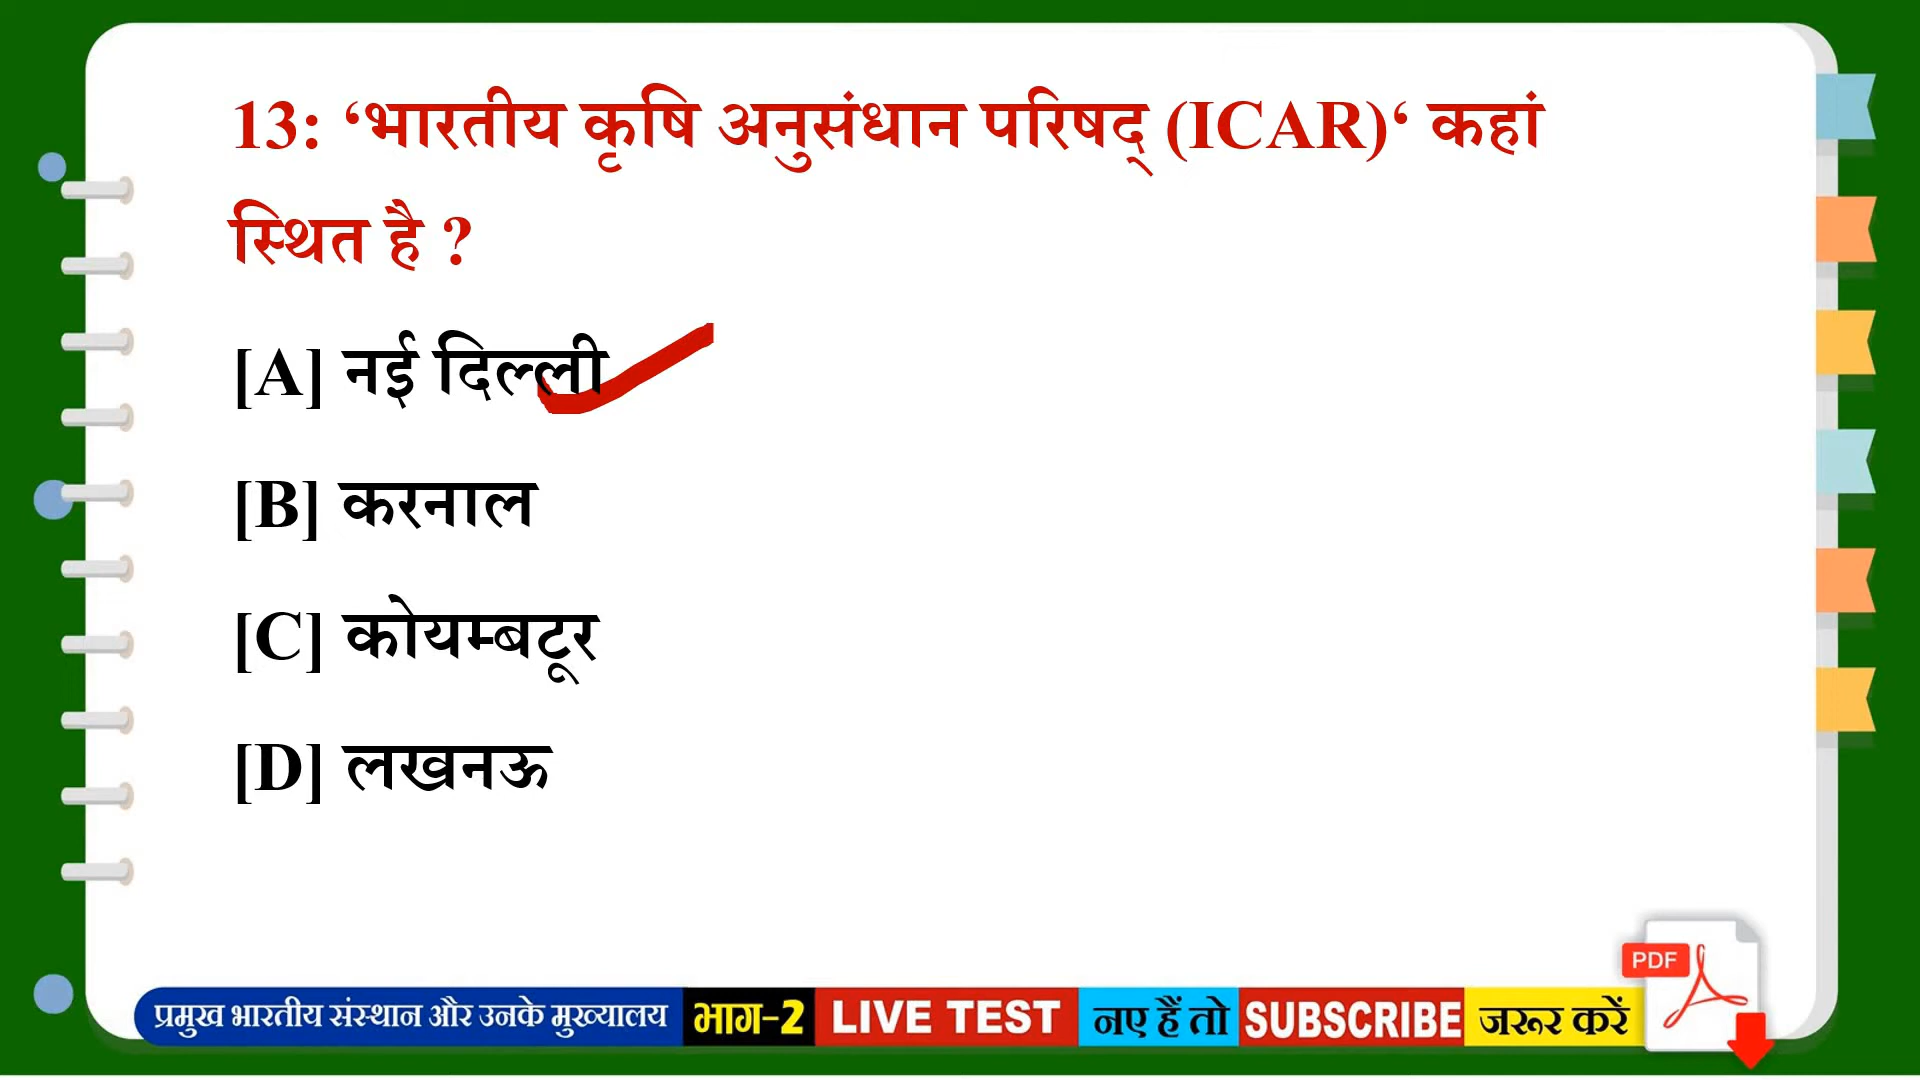 13: ‘भारतीय कृषि अनुसंधान परिषद् (ICAR)‘ कहां
स्थित है ?
[A] नई दिल्ली
[B] करनाल
[C] कोयम्बटूर
[D] लखनऊ
PDF
प्रमुख भारतीय संस्थान और उनके मुख्यालय भाग-2 LIVE TEST नए हैं तो SUBSCRIBE जरूर करें